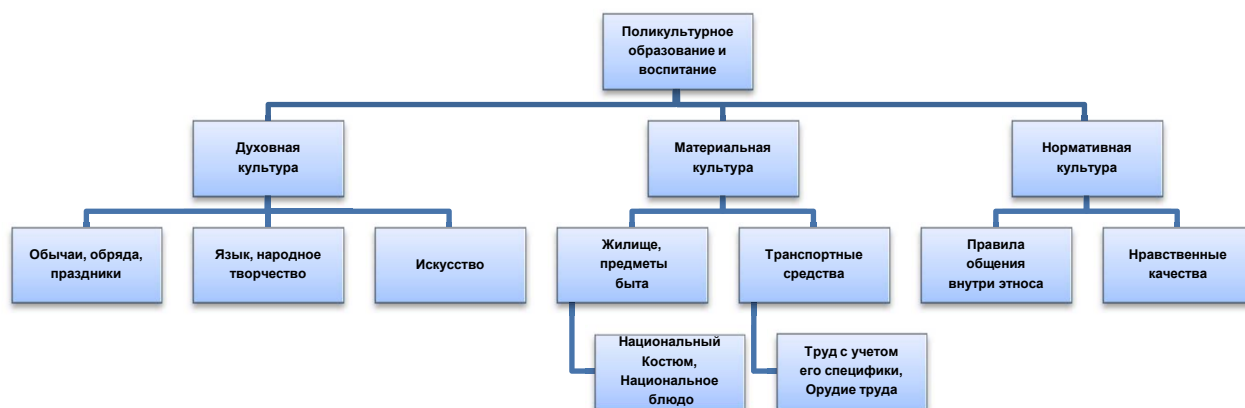 Поликультурное
образование и
воспитание
Духовная
культура
Материальная
культура
Нормативная
культура
Обычаи, обряда,
праздники
Язык, народное
творчество
Искусство
Жилище,
предметы
быта
Транспортные
средства
Правила
общения
внутри этноса
Нравственные
качества
Национальный
Костюм,
Национальное
блюдо
Труд с учетом
его специфики,
Орудие труда